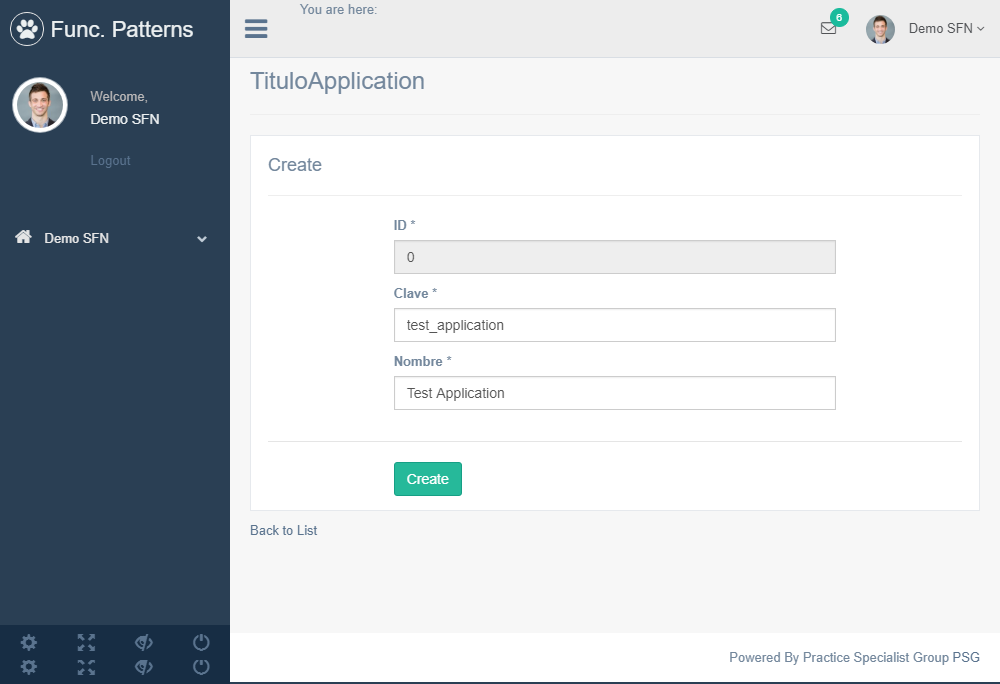 Func. Patterns
Welcome,
Demo SFN
Logout
Demo SFN
You are here:
6
Demo SFN
TituloApplication
Create
ID *
0
Clave *
test_application
Nombre *
Test Application
Create
Back to List
Powered By Practice Specialist Group PSG